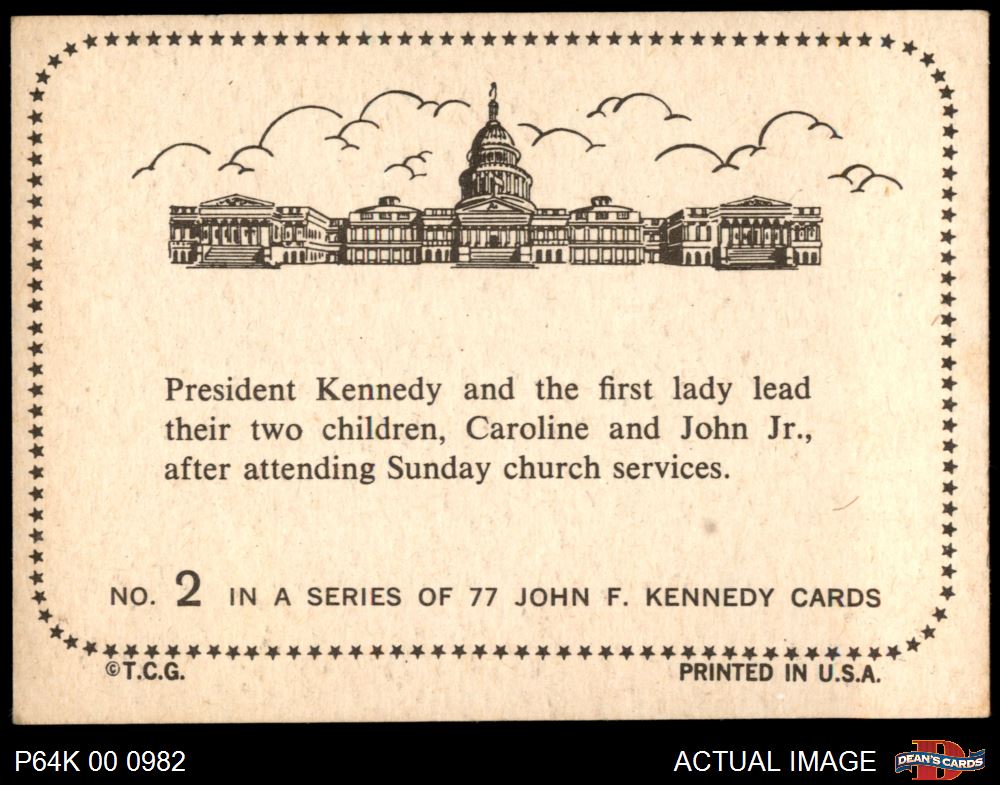 President Kennedy and the first lady lead
their two children, Caroline and John Jr.,
after attending Sunday church services.
NO. 2 IN A SERIES OF 77 JOHN F. KENNEDY CARDS
©T.C.G. PRINTED IN U.S.A.
P64K 00 0982 ACTUAL IMAGE DEAN'S CARDS